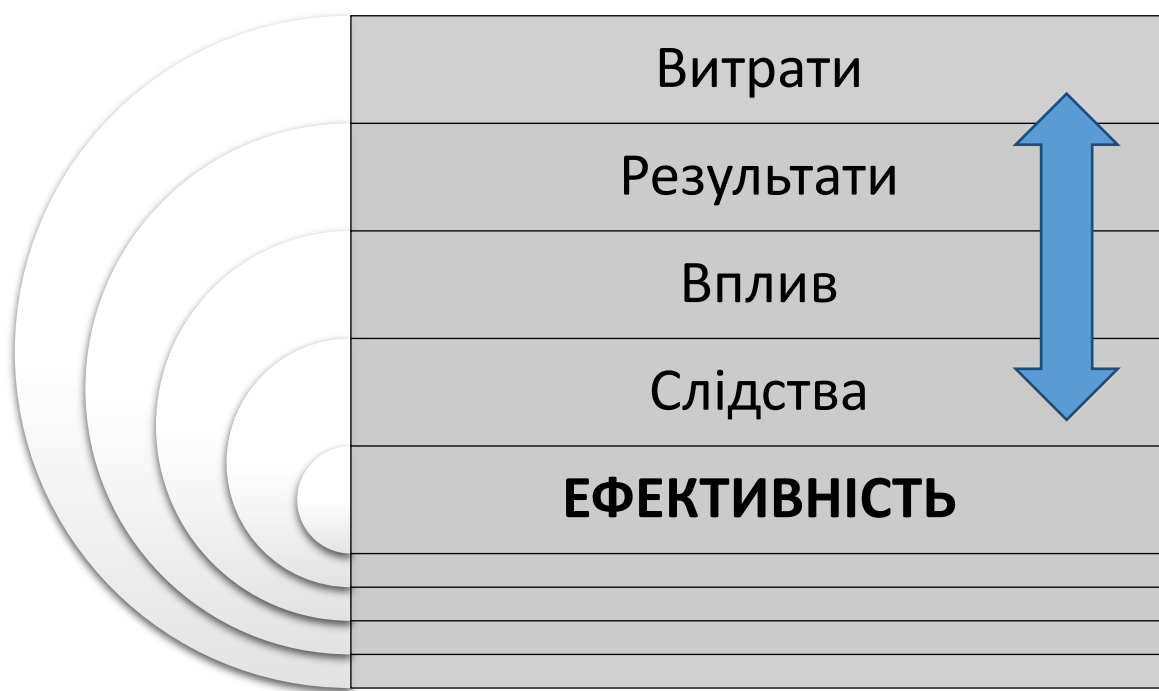 Витрати
Результати
Вплив
Слідства
ЕФЕКТИВНІСТЬ